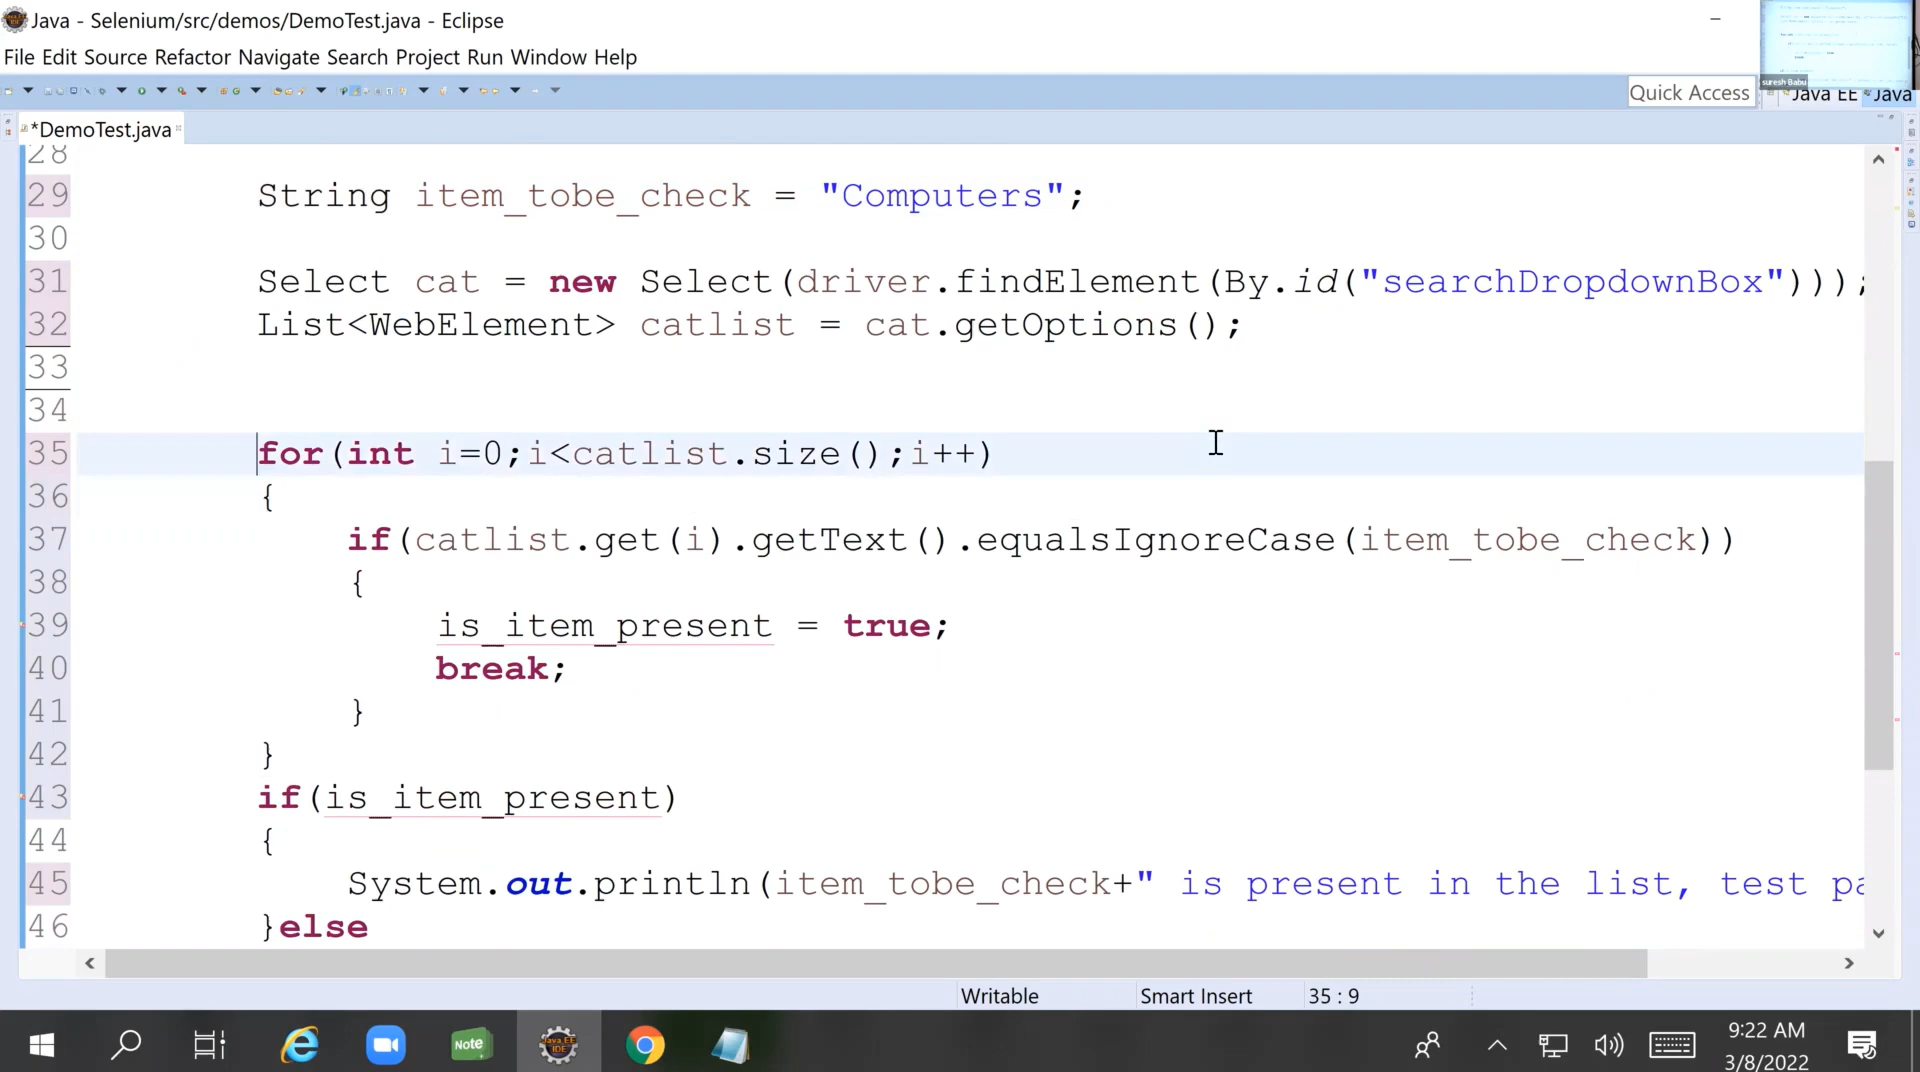 Java - Selenium/src/demos/DemoTest.java - Eclipse
File Edit Source Refactor Navigate Search Project Run Window Help
suresh Babu
Quick Access
Java EE
Java
*DemoTest.java
28
29 String item_tobe_check = "Computers";
30
31 Select cat = new Select(driver.findElement(By.id("searchDropdownBox")));
32 List<WebElement> catlist = cat.getOptions();
33
34
35 for(int i=0;i<catlist.size();i++)
36 {
37 if(catlist.get(i).getText().equalsIgnoreCase(item_tobe_check))
38 {
39 is_item_present = true;
40 break;
41 }
42 }
43 if(is_item_present)
44 {
45 System.out.println(item_tobe_check+" is present in the list, test pa
46 }else
Writable
Smart Insert
35 : 9
Note
Java EE
IDE
9:22 AM
3/8/2022